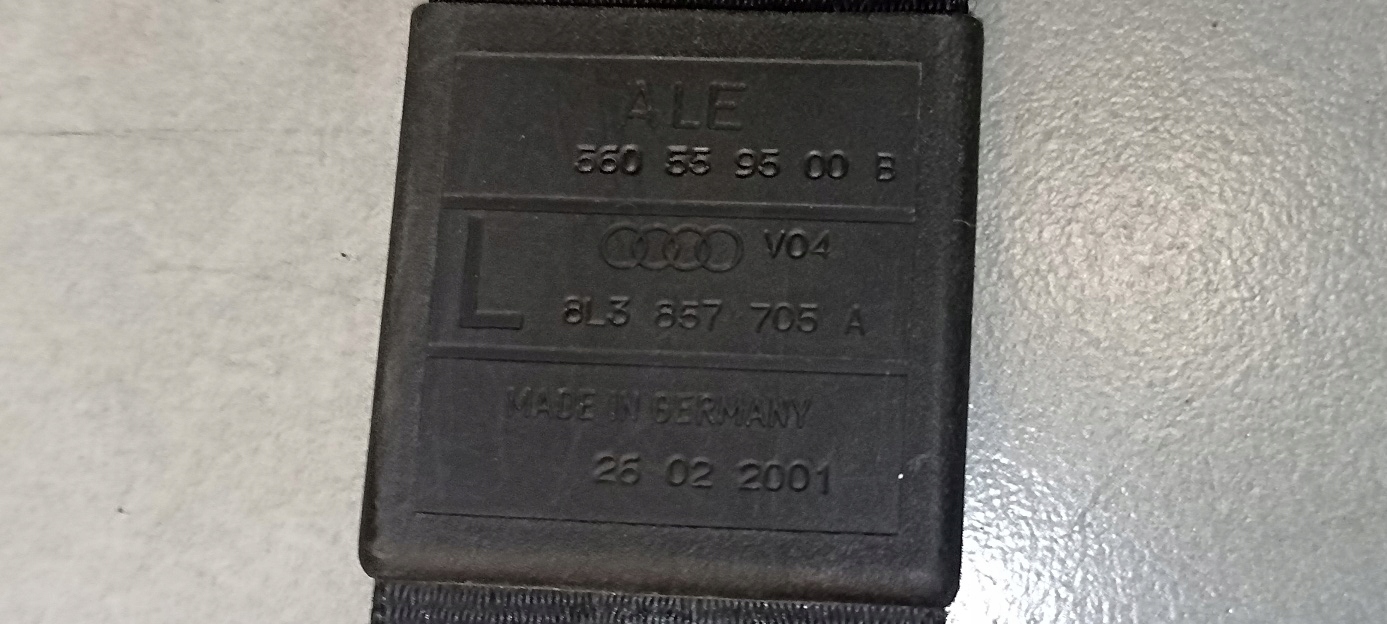 ALE
560 55 95 00 B
L
V04
8L3 857 705 A
MADE IN GERMANY
26 02 2001